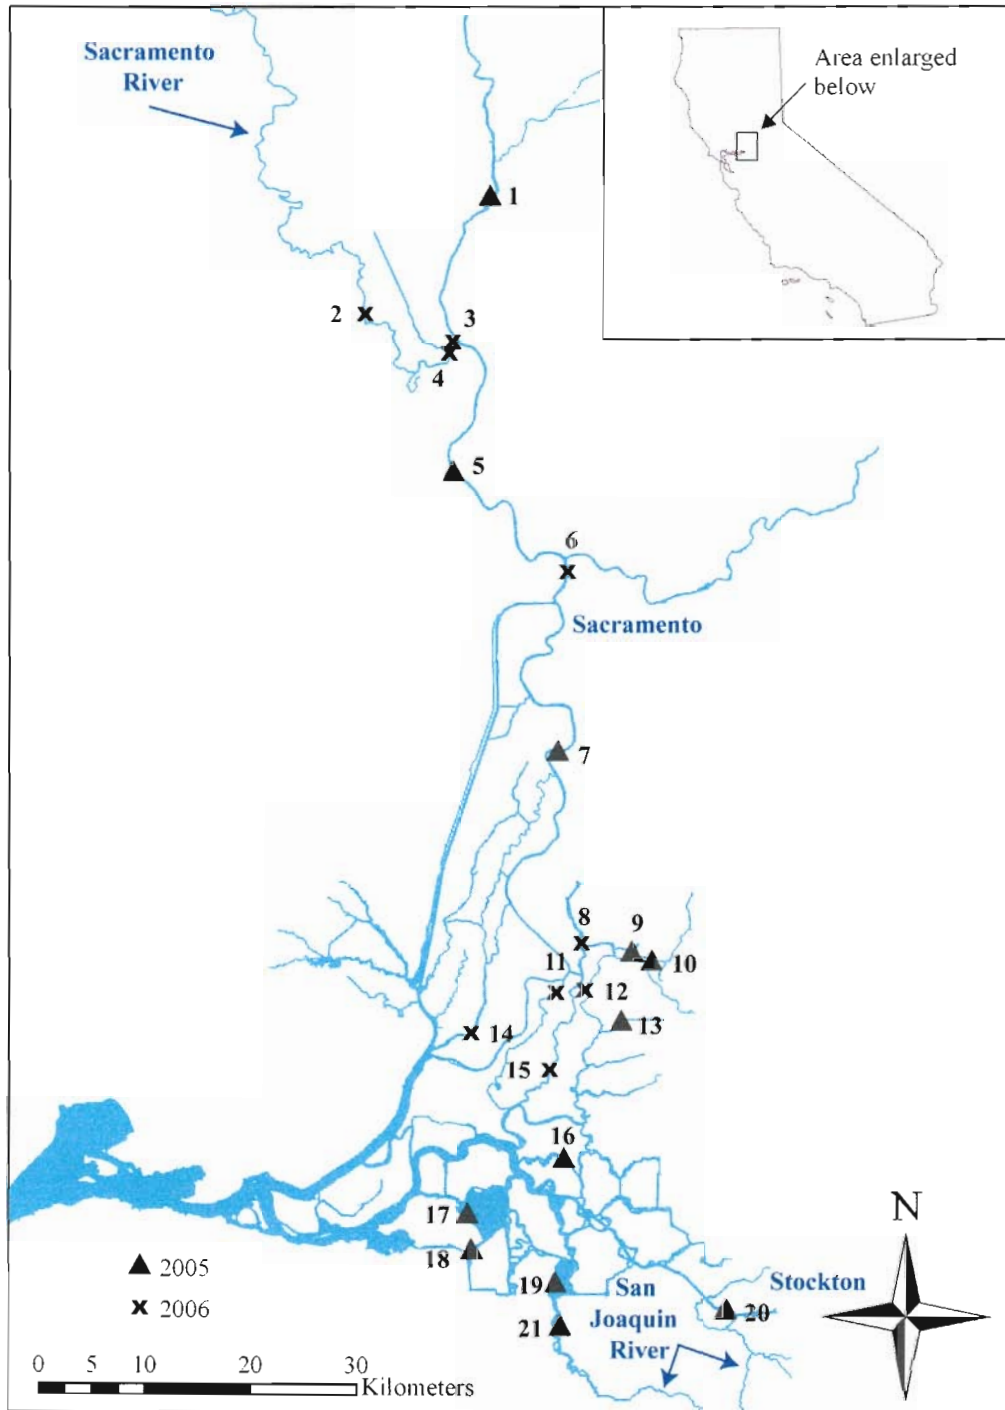 Sacramento
River
Area enlarged
below
1
2
3
4
5
6
Sacramento
7
8
9
10
11
12
13
14
15
16
17
18
19
20
21
San
Joaquin
River
Stockton
N
2005
2006
0 5 10 20 30
Kilometers